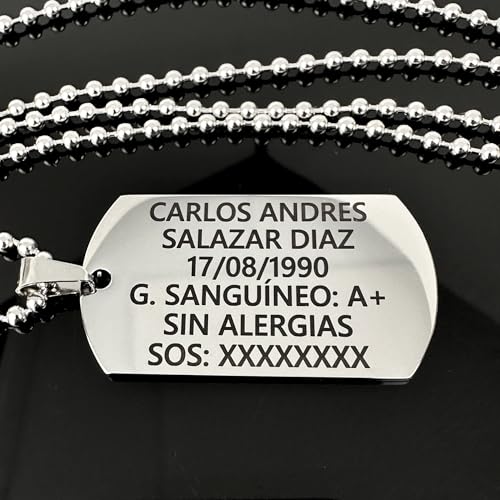 CARLOS ANDRES
SALAZAR DIAZ
17/08/1990
G. SANGUÍNEO: A+
SIN ALERGIAS
SOS: XXXXXXXX